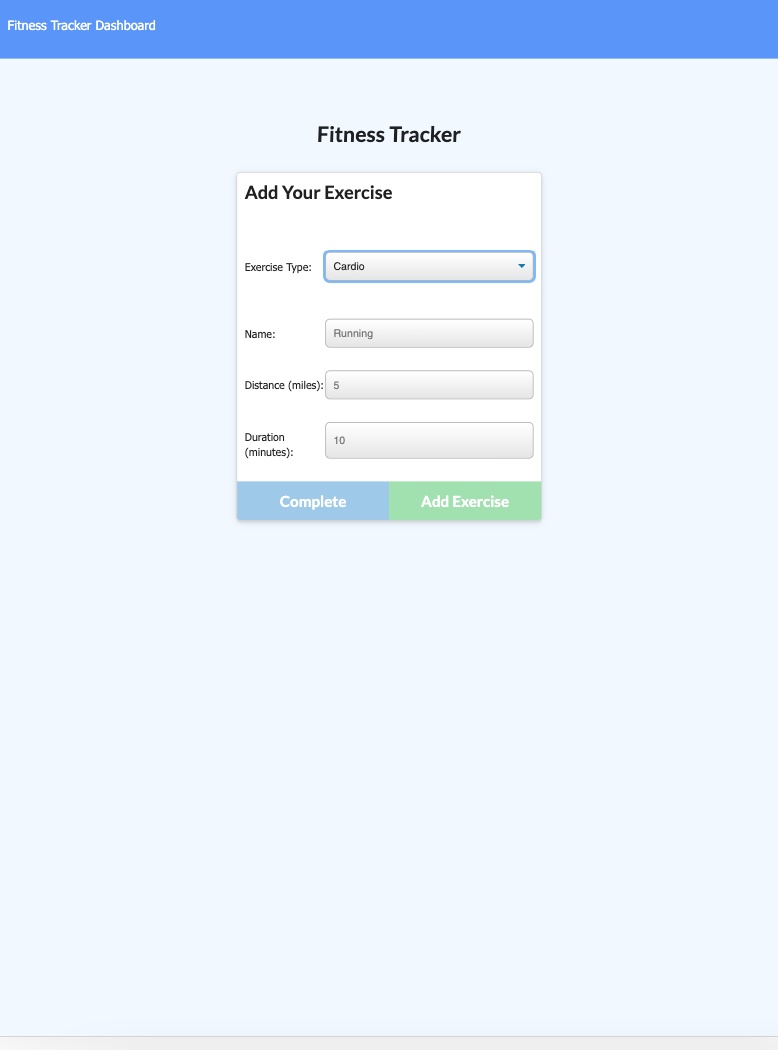 Fitness Tracker Dashboard
Fitness Tracker
Add Your Exercise
Exercise Type: Cardio
Name: Running
Distance (miles): 5
Duration
(minutes): 10
Complete Add Exercise